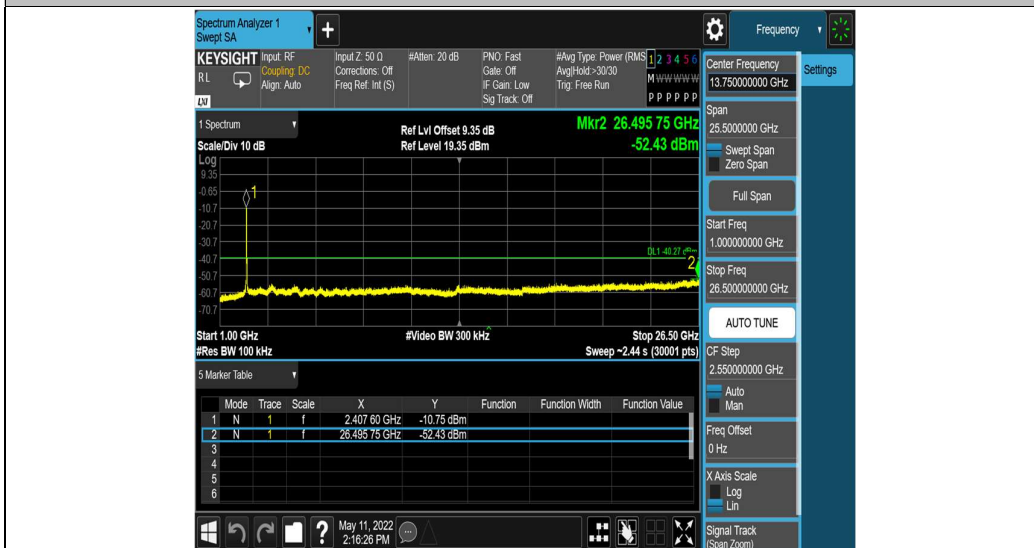 Spectrum Analyzer 1
Swept SA
+
Frequency
KEYSIGHT
RL
LXI
Input: RF
Coupling: DC
Align: Auto
Input Z: 50 Ω
Corrections: Off
Freq Ref: Int (S)
#Atten: 20 dB
PNO: Fast
Gate: Off
IF Gain: Low
Sig Track: Off
#Avg Type: Power (RMS
Avg|Hold:>30/30
Trig: Free Run
1 2 3 4 5 6
M W W W W W
P P P P P P
Center Frequency
13.750000000 GHz
Settings
Span
25.5000000 GHz
Swept Span
Zero Span
Full Span
Start Freq
1.000000000 GHz
Stop Freq
26.500000000 GHz
AUTO TUNE
CF Step
2.550000000 GHz
Auto
Man
Freq Offset
0 Hz
X Axis Scale
Log
Lin
Signal Track
(Span Zoom)
1 Spectrum
Scale/Div 10 dB
Ref Lvl Offset 9.35 dB
Ref Level 19.35 dBm
Mkr2 26.495 75 GHz
-52.43 dBm
Log
9.35
-0.65
-10.7
-20.7
-30.7
-40.7
-50.7
-60.7
-70.7
1
DL1 -40.27 dBm
2
Start 1.00 GHz
#Video BW 300 kHz
Stop 26.50 GHz
#Res BW 100 kHz
Sweep ~2.44 s (30001 pts)
5 Marker Table
Mode Trace Scale X Y Function Function Width Function Value
1 N 1 f 2.407 60 GHz -10.75 dBm
2 N 1 f 26.495 75 GHz -52.43 dBm
3
4
5
6
?
May 11, 2022
2:16:26 PM